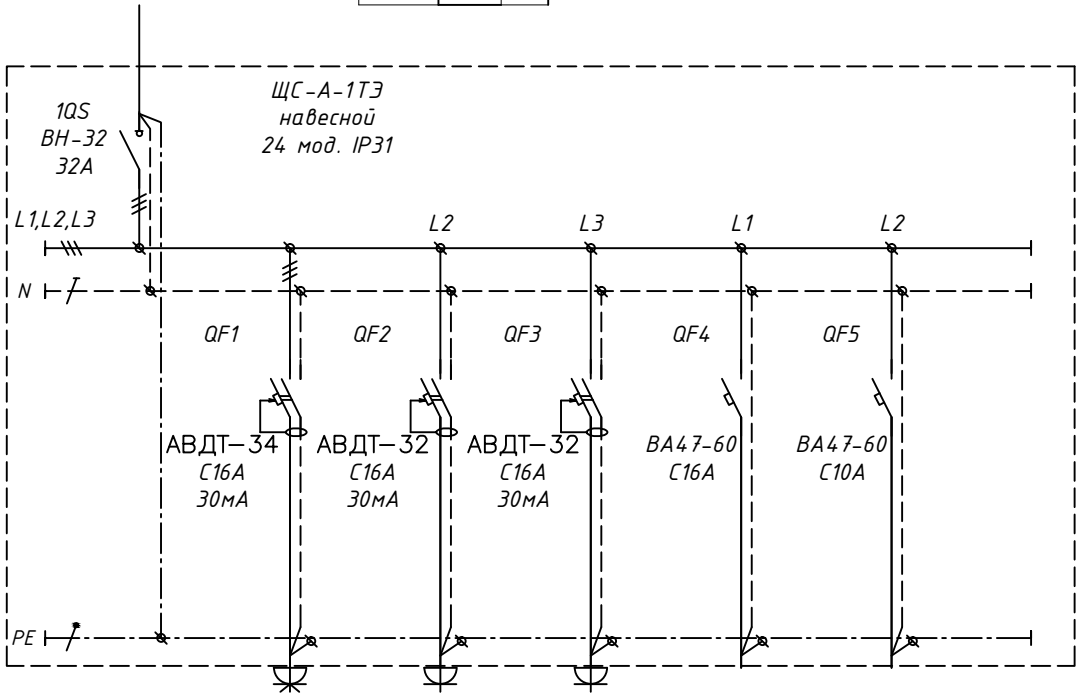 ЩС-А-1ТЭ
навесной
24 мод. IP31
1QS
ВН-32
32А
L1,L2,L3
L2
L3
L1
L2
N
QF1
QF2
QF3
QF4
QF5
АВДТ-34
С16А
30мА
АВДТ-32
С16А
30мА
АВДТ-32
С16А
30мА
ВА47-60
С16А
ВА47-60
С10А
PE